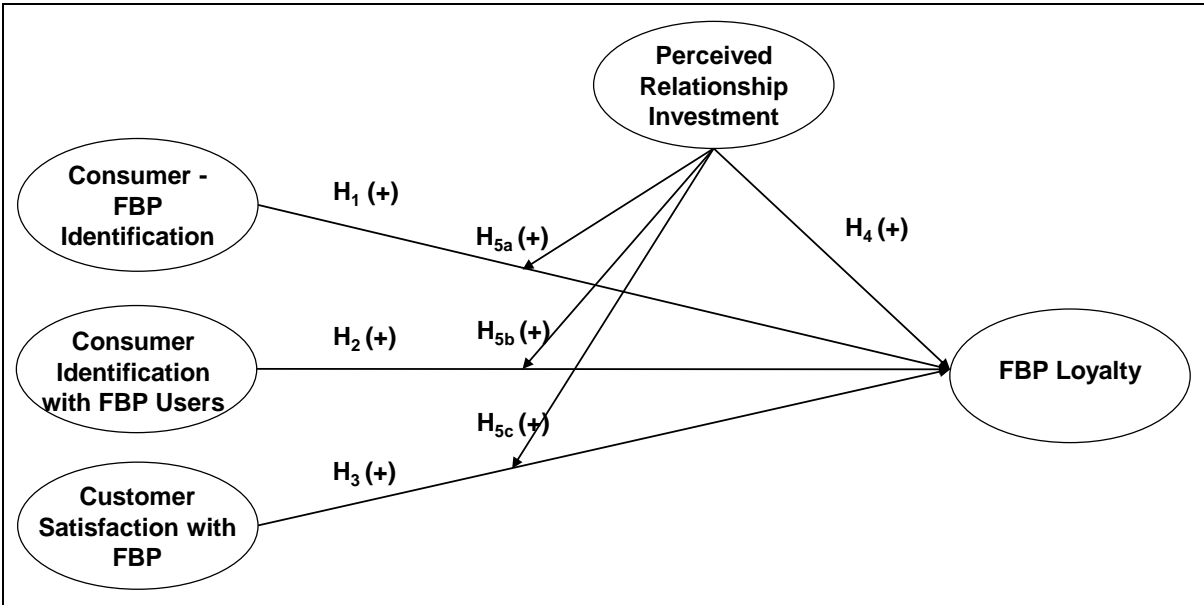 Perceived
Relationship
Investment
Consumer -
FBP
Identification
H₁ (+)
H₅ₐ (+)
H₄ (+)
Consumer
Identification
with FBP Users
H₂ (+)
H₅b (+)
FBP Loyalty
H₅c (+)
Customer
Satisfaction with
FBP
H₃ (+)